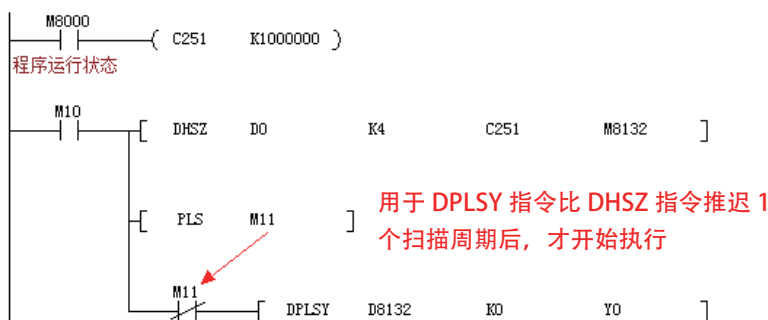 M8000
C251 K1000000
程序运行状态
M10
DHSZ D0 K4 C251 M8132
PLS M11
用于 DPLSY 指令比 DHSZ 指令推迟 1
个扫描周期后，才开始执行
M11
DPLSY D8132 K0 Y0